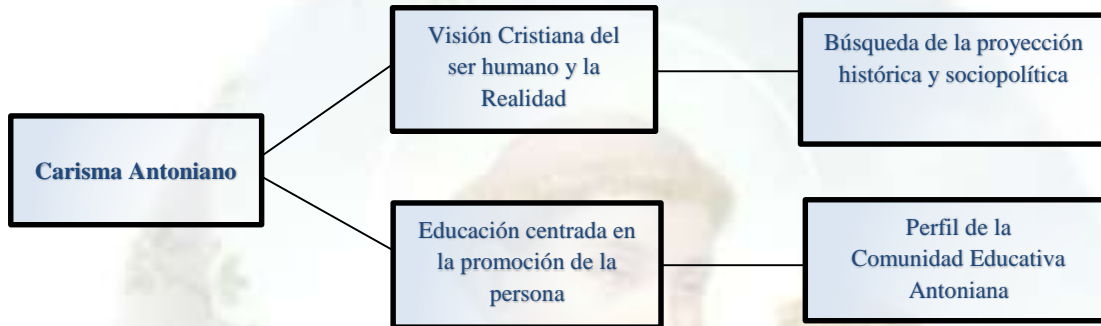 Visión Cristiana del
ser humano y la
Realidad
Búsqueda de la proyección
histórica y sociopolítica
Carisma Antoniano
Educación centrada en
la promoción de la
persona
Perfil de la
Comunidad Educativa
Antoniana